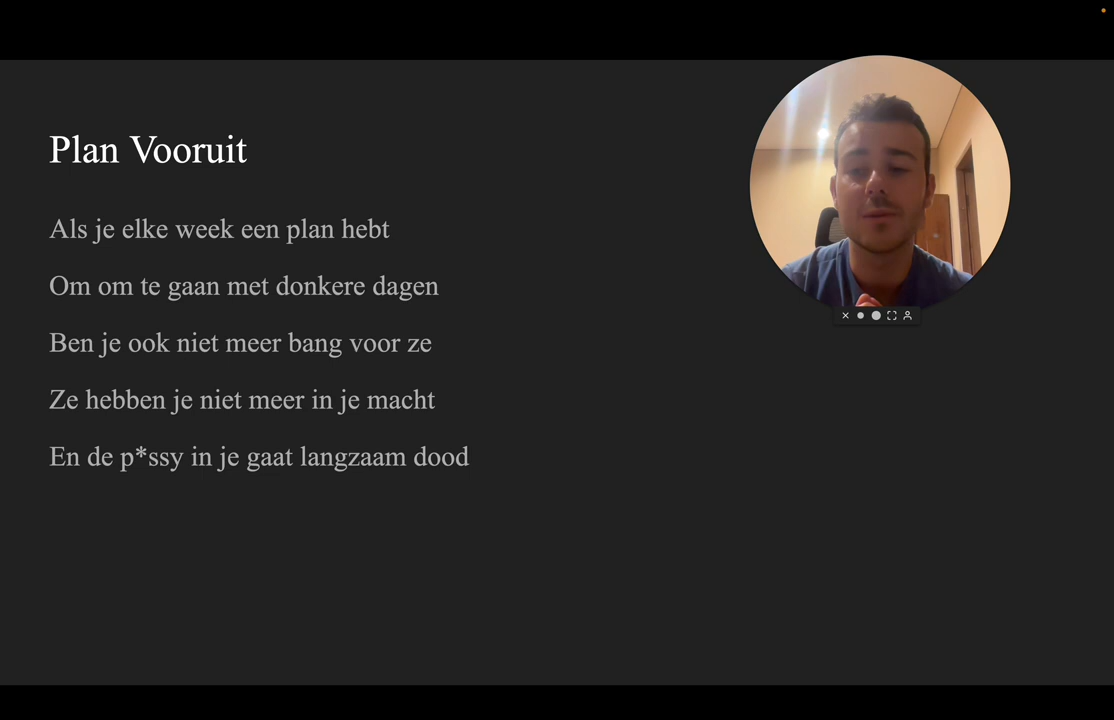 Plan Vooruit
Als je elke week een plan hebt
Om om te gaan met donkere dagen
Ben je ook niet meer bang voor ze
Ze hebben je niet meer in je macht
En de p*ssy in je gaat langzaam dood